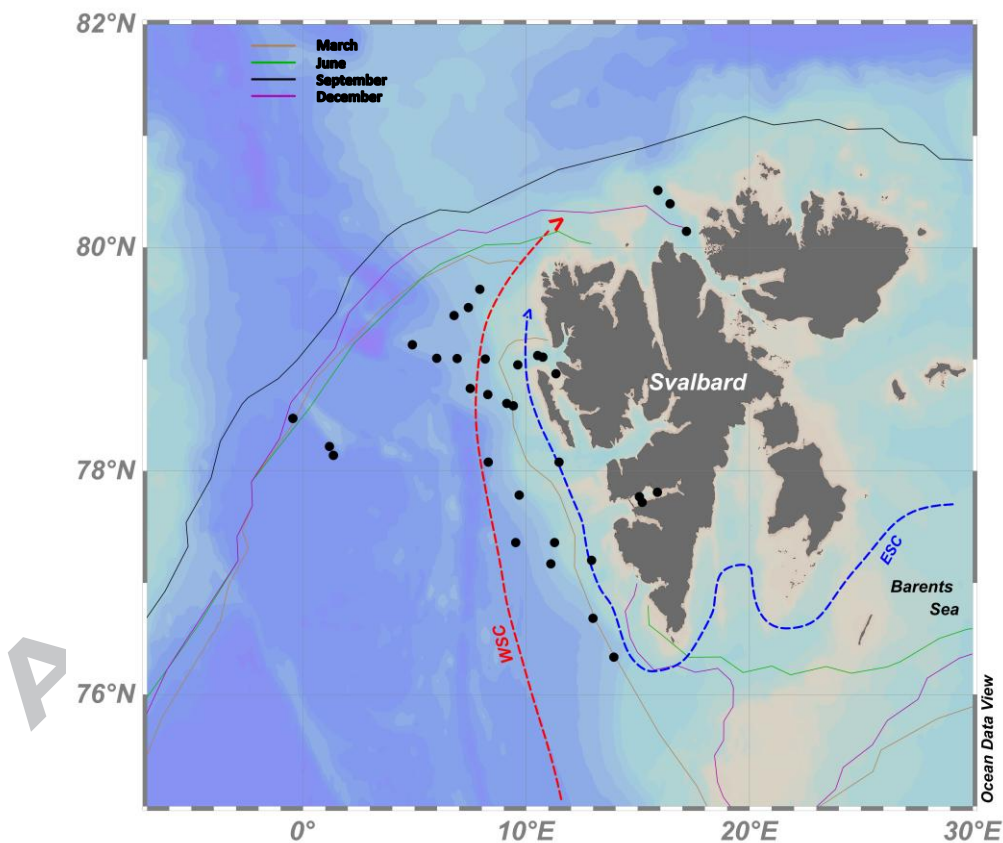 82°N
March
June
September
December
80°N
Svalbard
78°N
ESC
Barents
Sea
WSC
A
76°N
Ocean Data View
0°
10°E
20°E
30°E